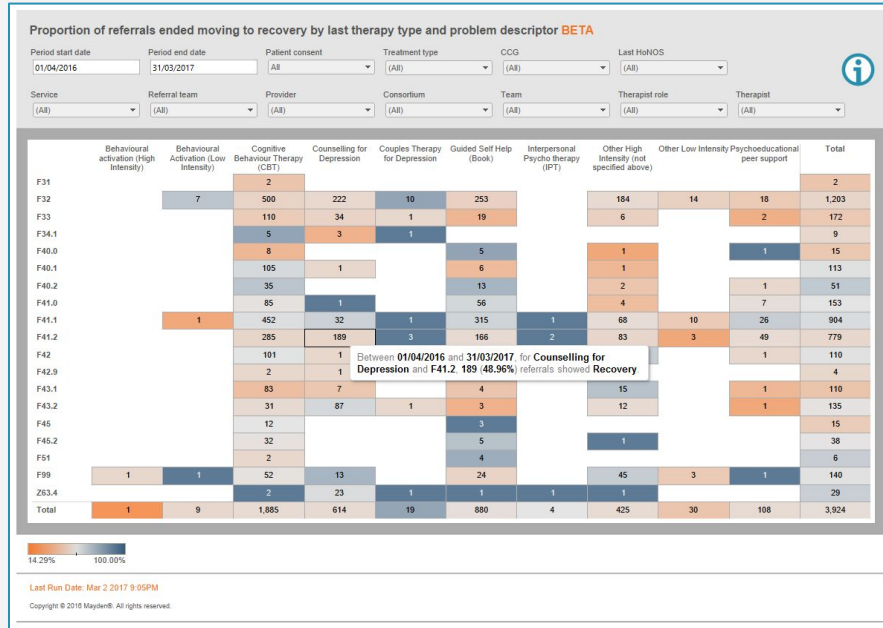 Proportion of referrals ended moving to recovery by last therapy type and problem descriptor BETA
Period start date Period end date Patient consent Treatment type CCG Last HoNOS
01/04/2016 31/03/2017 All (All) (All) (All)
Service Referral team Provider Consortium Team Therapist role Therapist
(All) (All) (All) (All) (All) (All) (All)
Behavioural activation (High Intensity) Behavioural Activation (Low Intensity) Cognitive Behaviour Therapy (CBT) Counselling for Depression Couples Therapy for Depression Guided Self Help (Book) Interpersonal Psycho therapy (IPT) Other High Intensity (not specified above) Other Low Intensity Psychoeducational peer support Total
F31 2 2
F32 7 500 222 10 253 184 14 18 1,203
F33 110 34 1 19 6 2 172
F34.1 5 3 1 9
F40.0 8 5 1 1 15
F40.1 105 1 6 1 113
F40.2 35 13 2 1 51
F41.0 85 1 56 4 7 153
F41.1 1 452 32 1 315 1 68 10 26 904
F41.2 285 189 3 166 2 83 3 49 779
F42 101 1 1 110
F42.9 2 1 4
Between 01/04/2016 and 31/03/2017, for Counselling for
Depression and F41.2, 189 (48.96%) referrals showed Recovery.
F43.1 83 7 4 15 1 110
F43.2 31 87 1 3 12 1 135
F45 12 3 15
F45.2 32 5 1 38
F51 2 4 6
F99 1 1 52 13 24 45 3 1 140
Z63.4 2 23 1 1 1 1 29
Total 1 9 1,885 614 19 880 4 425 30 108 3,924
14.29% 100.00%
Last Run Date: Mar 2 2017 9:05PM
Copyright © 2016 Mayden®. All rights reserved.